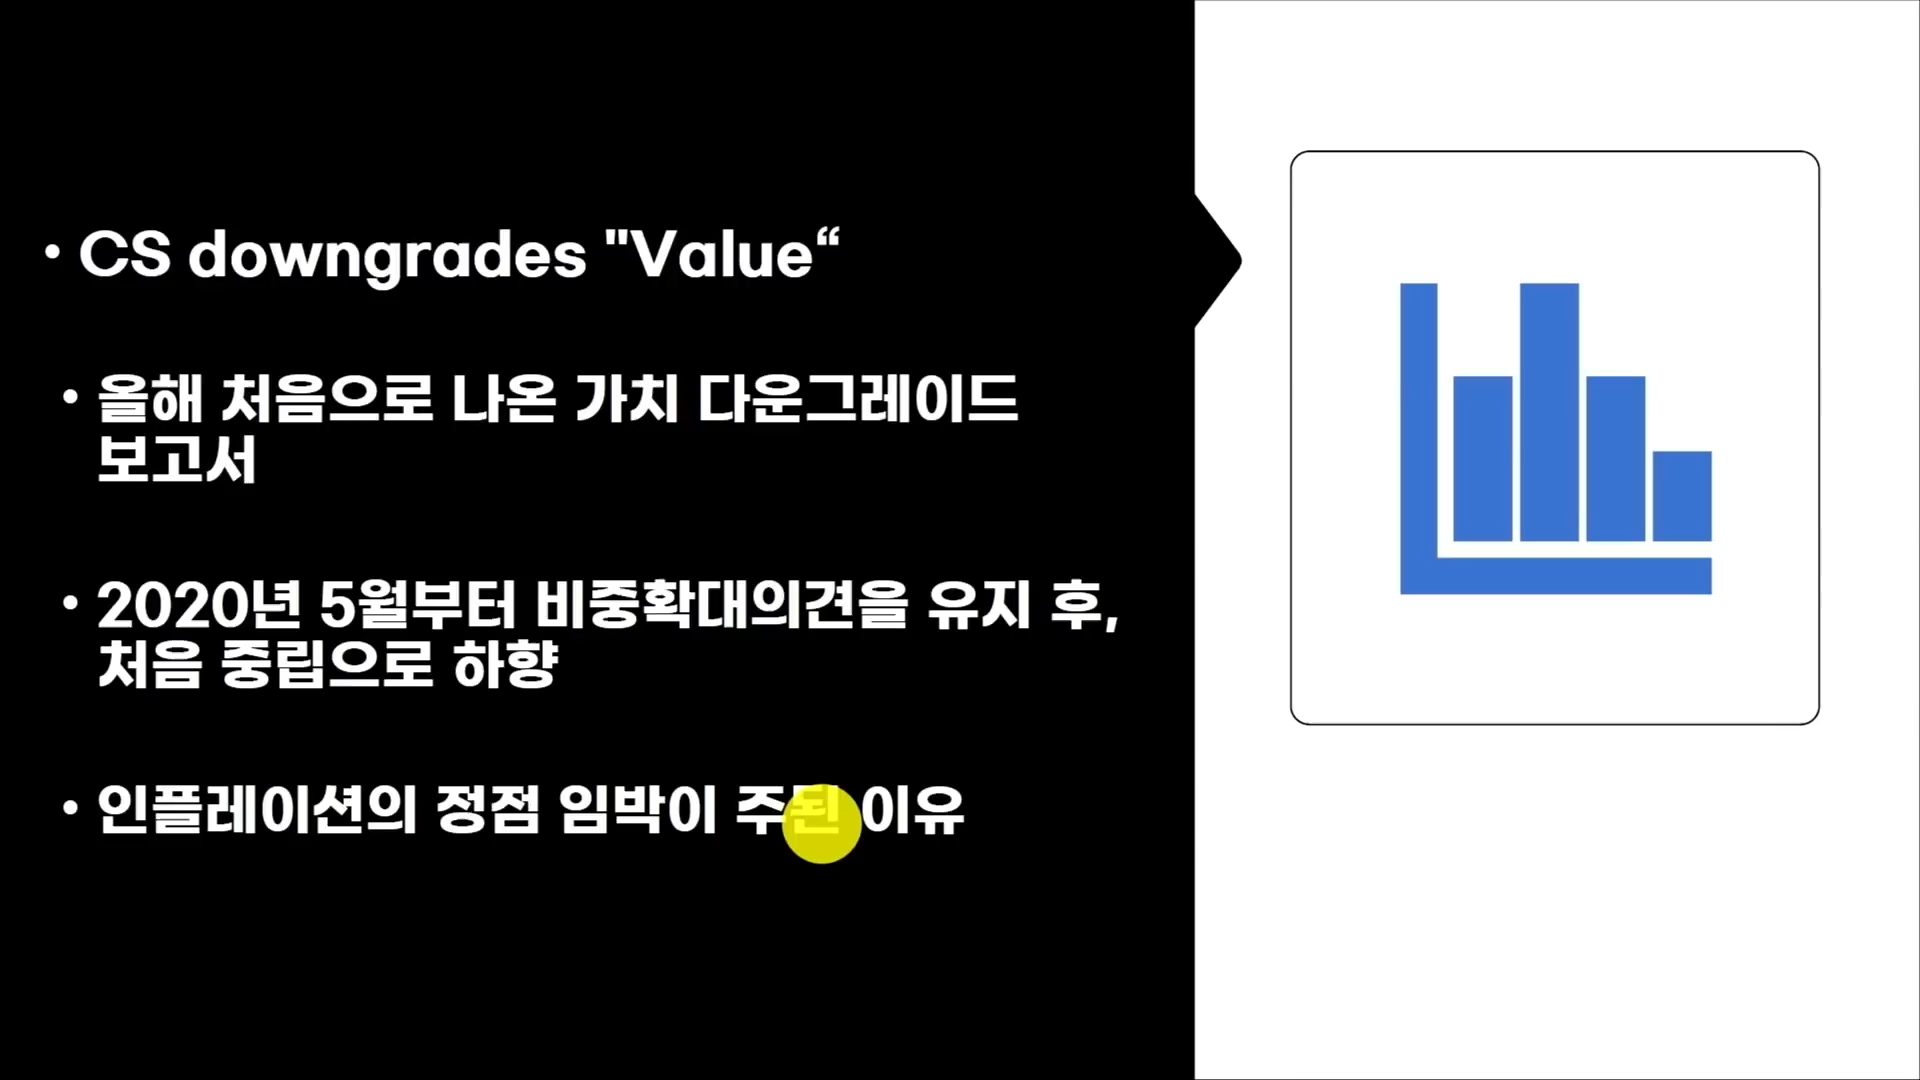 • CS downgrades "Value“
• 올해 처음으로 나온 가치 다운그레이드
보고서
• 2020년 5월부터 비중확대의견을 유지 후,
처음 중립으로 하향
• 인플레이션의 정점 임박이 주된 이유